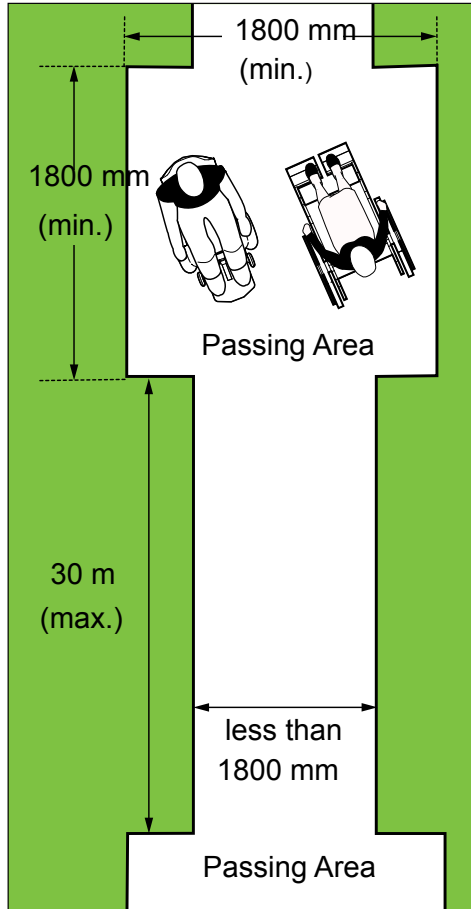 1800 mm
(min.)
1800 mm
(min.)
Passing Area
30 m
(max.)
less than
1800 mm
Passing Area